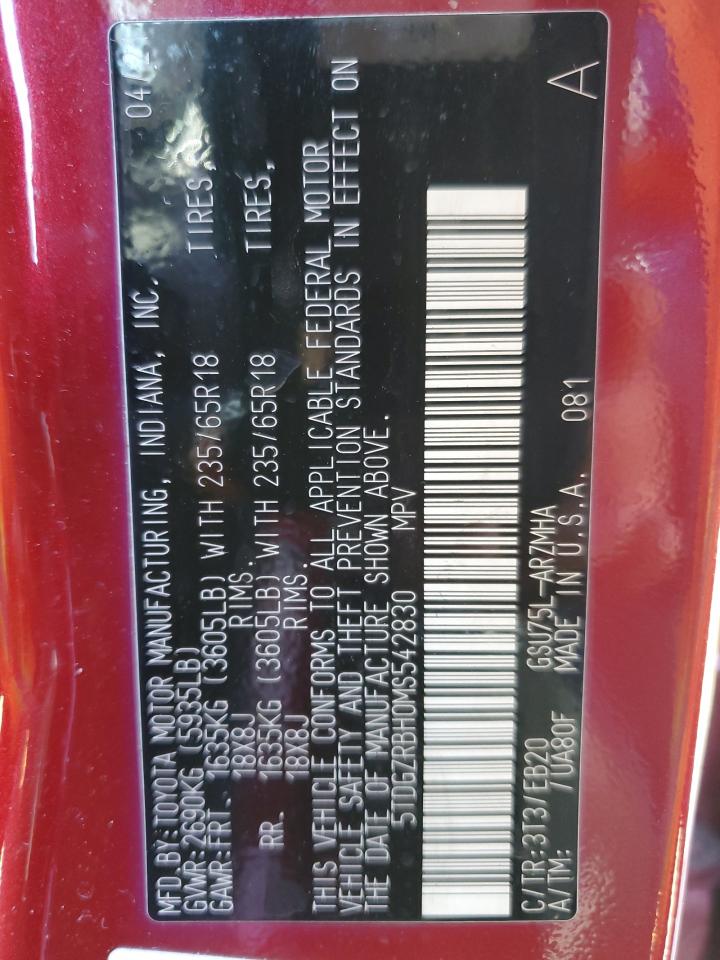 MFD.BY:TOYOTA MOTOR MANUFACTURING, INDIANA, INC. 04/2
GVWR:2690KG (5935LB)
GAWR:FRT. 1635KG (3605LB) WITH 235/65R18 TIRES,
18X8J RIMS.
RR. 1635KG (3605LB) WITH 235/65R18 TIRES,
18X8J RIMS.
THIS VEHICLE CONFORMS TO ALL APPLICABLE FEDERAL MOTOR
VEHICLE SAFETY AND THEFT PREVENTION STANDARDS IN EFFECT ON
THE DATE OF MANUFACTURE SHOWN ABOVE.
5TDGZRBH0MS542830 MPV
C/TR:3T3/EB20 GSU75L-ARZMHA A
A/TM: /UA80F MADE IN U.S.A. 081